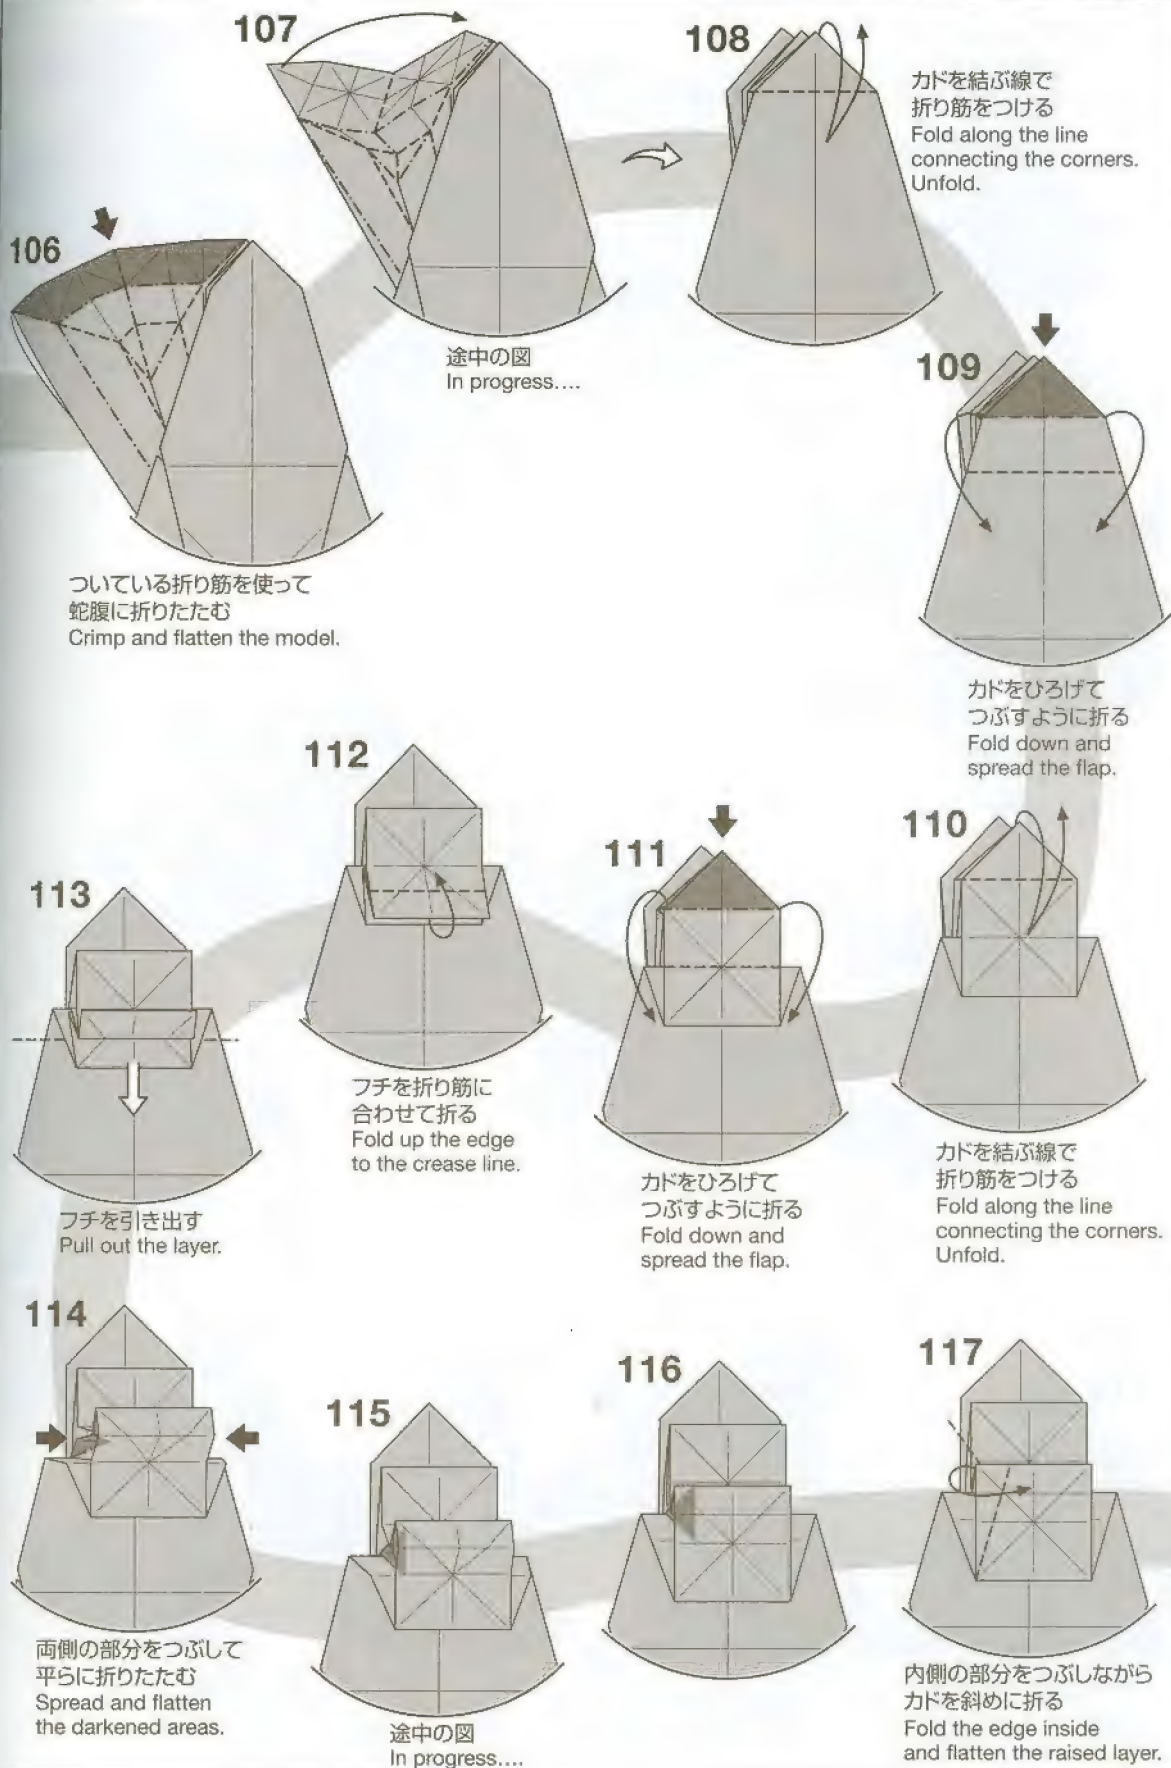 106
ついている折り筋を使って
蛇腹に折りたたむ
Crimp and flatten the model.
107
途中の図
In progress....
108
カドを結ぶ線で
折り筋をつける
Fold along the line
connecting the corners.
Unfold.
109
カドをひろげて
つぶすように折る
Fold down and
spread the flap.
110
カドを結ぶ線で
折り筋をつける
Fold along the line
connecting the corners.
Unfold.
111
カドをひろげて
つぶすように折る
Fold down and
spread the flap.
112
フチを折り筋に
合わせて折る
Fold up the edge
to the crease line.
113
フチを引き出す
Pull out the layer.
114
両側の部分をつぶして
平らに折りたたむ
Spread and flatten
the darkened areas.
115
途中の図
In progress....
116
117
内側の部分をつぶしながら
カドを斜めに折る
Fold the edge inside
and flatten the raised layer.